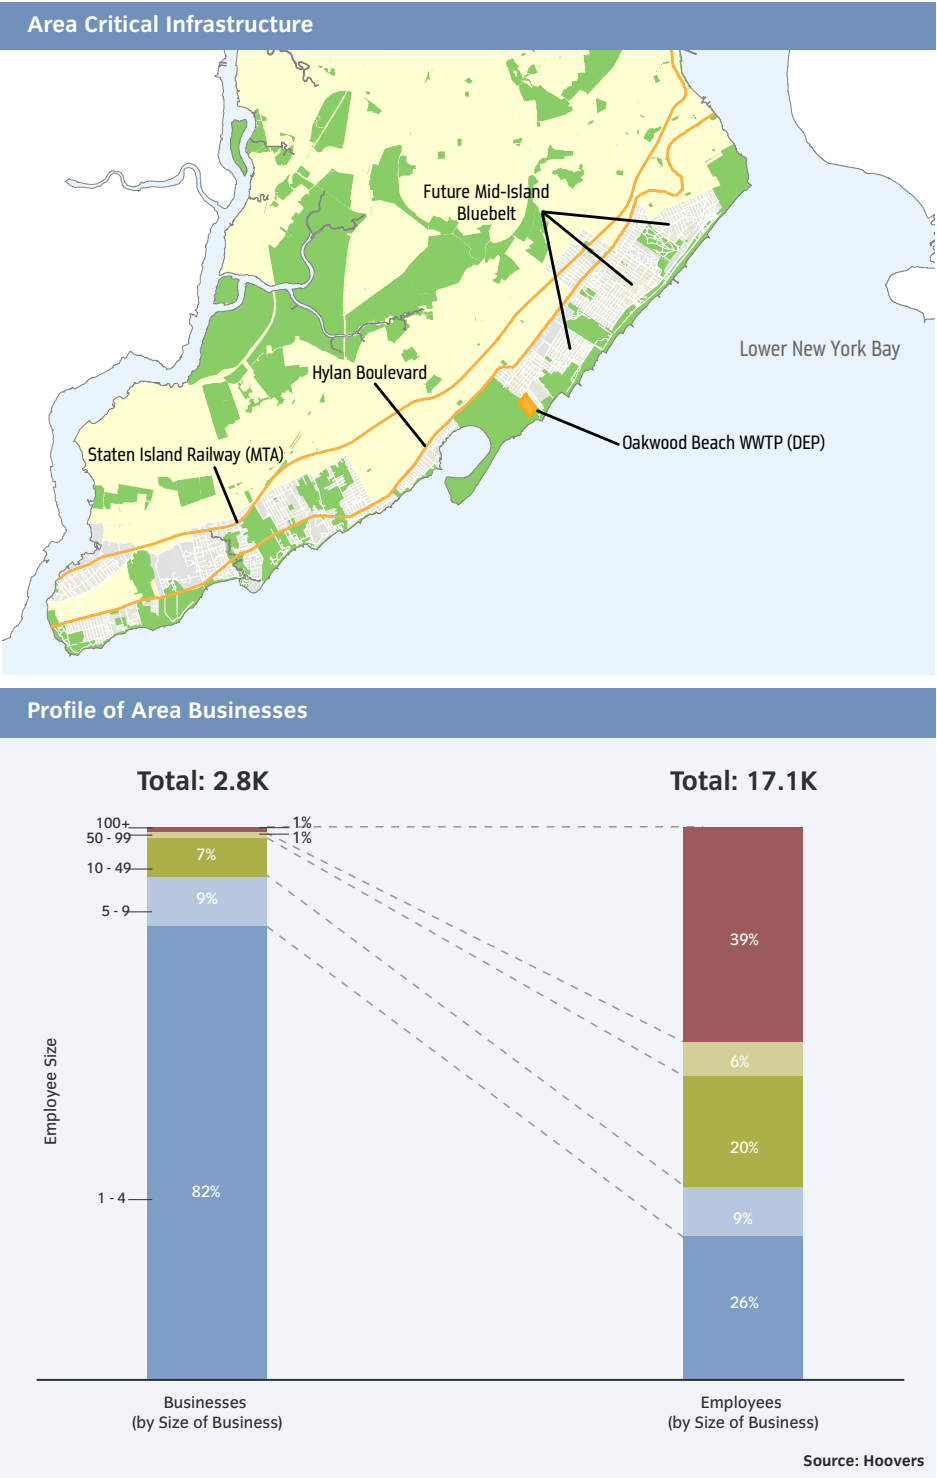 Area Critical Infrastructure
Future Mid-Island
Bluebelt
Lower New York Bay
Hylan Boulevard
Oakwood Beach WWTP (DEP)
Staten Island Railway (MTA)
Profile of Area Businesses
Total: 2.8K
Total: 17.1K
100+
1%
50 - 99
1%
7%
10 - 49
9%
5 - 9
39%
6%
Employee Size
20%
82%
1 - 4
9%
26%
Businesses
(by Size of Business)
Employees
(by Size of Business)
Source: Hoovers